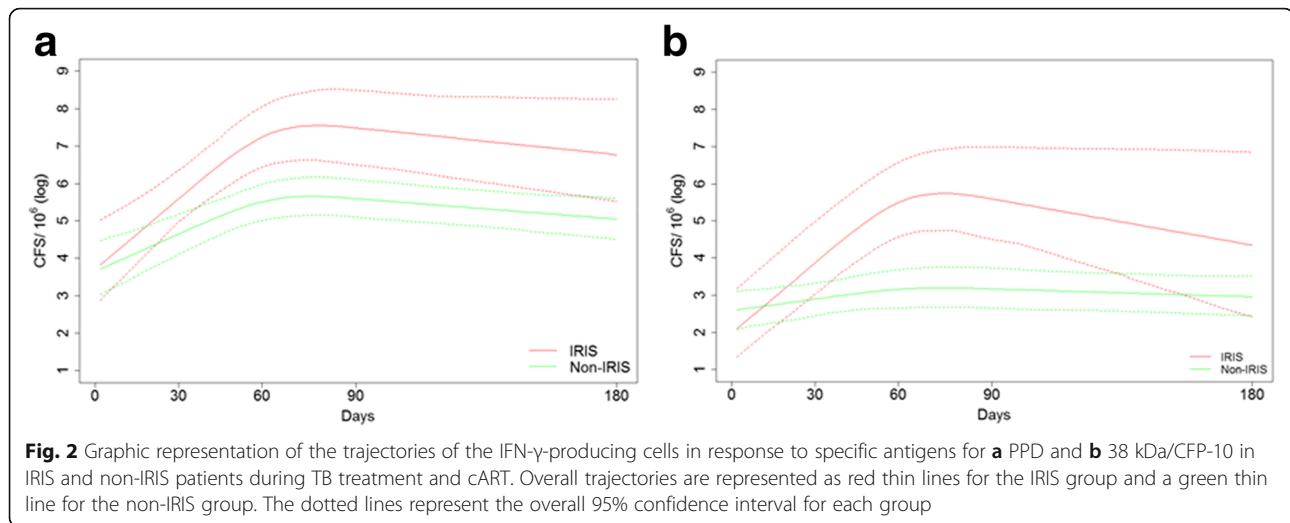 a
9
8
7
6
5
4
3
2
1
CFS/ 10⁶ (log)
0 30 60 90 180
Days
IRIS
Non-IRIS
b
9
8
7
6
5
4
3
2
1
CFS/ 10⁶ (log)
0 30 60 90 180
Days
IRIS
Non-IRIS
Fig. 2 Graphic representation of the trajectories of the IFN-γ-producing cells in response to specific antigens for a PPD and b 38 kDa/CFP-10 in
IRIS and non-IRIS patients during TB treatment and cART. Overall trajectories are represented as red thin lines for the IRIS group and a green thin
line for the non-IRIS group. The dotted lines represent the overall 95% confidence interval for each group